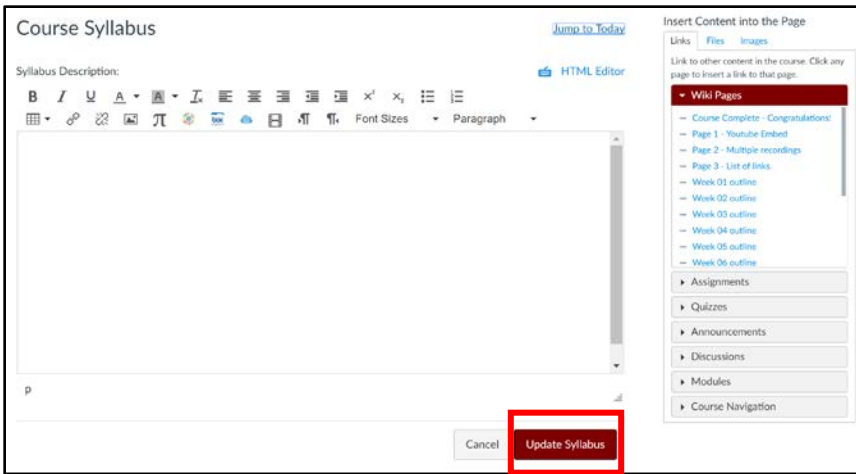 Course Syllabus
Jump to Today
Syllabus Description:
HTML Editor
B I U A A Tx x² x₂
π Font Sizes Paragraph
p
Cancel
Update Syllabus
Insert Content into the Page
Links Files Images
Link to other content in the course. Click any
page to insert a link to that page.
Wiki Pages
Course Complete - Congratulations!
Page 1 - Youtube Embed
Page 2 - Multiple recordings
Page 3 - List of links
Week 01 outline
Week 02 outline
Week 03 outline
Week 04 outline
Week 05 outline
Week 06 outline
Assignments
Quizzes
Announcements
Discussions
Modules
Course Navigation